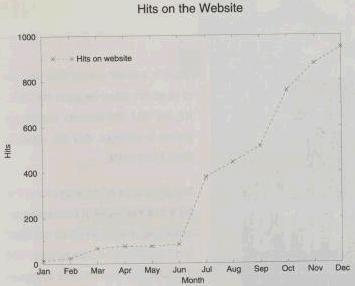 Hits on the Website
1000
Hits on website
800
600
Hits
400
200
0
Jan Feb Mar Apr May Jun Jul Aug Sep Oct Nov Dec
Month